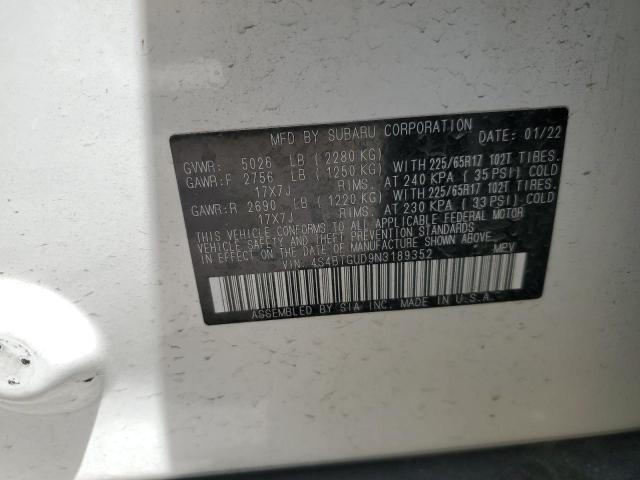 MFD BY SUBARU CORPORATION DATE: 01/22
GVWR: 5026 LB (2280 KG)
GAWR:F 2756 LB (1250 KG) WITH 225/65R17 102T TIRES.
17X7J RIMS. AT 240 KPA (35 PSI) COLD
GAWR:R 2690 LB (1220 KG) WITH 225/65R17 102T TIRES.
17X7J RIMS. AT 230 KPA (33 PSI) COLD
THIS VEHICLE CONFORMS TO ALL APPLICABLE FEDERAL MOTOR
VEHICLE SAFETY AND THEFT PREVENTION STANDARDS
IN EFFECT ON THE DATE OF MANUFACTURE SHOWN ABOVE.
VIN: 4S4BTGUD9N3189352 MPV
ASSEMBLED BY SIA INC. MADE IN U.S.A.